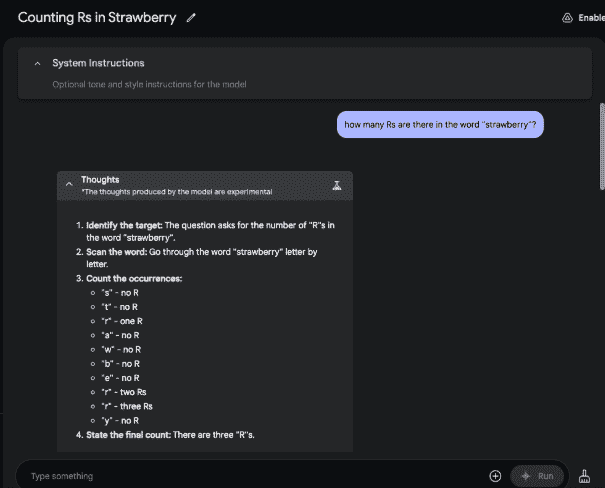 Counting Rs in Strawberry
Enable
System Instructions
Optional tone and style instructions for the model
how many Rs are there in the word "strawberry"?
Thoughts
*The thoughts produced by the model are experimental
1. Identify the target: The question asks for the number of "R"s in
the word "strawberry".
2. Scan the word: Go through the word "strawberry" letter by
letter.
3. Count the occurrences:
"s" - no R
"t" - no R
"r" - one R
"a" - no R
"w" - no R
"b" - no R
"e" - no R
"r" - two Rs
"r" - three Rs
"y" - no R
4. State the final count: There are three "R"s.
Type something
Run